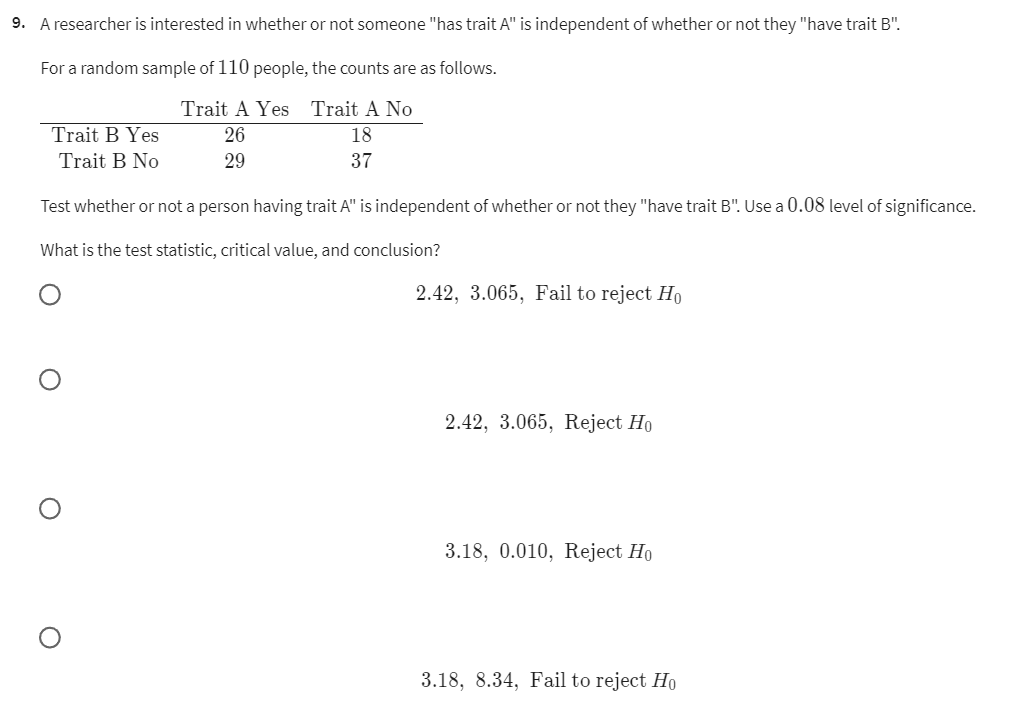 9. A researcher is interested in whether or not someone "has trait A" is independent of whether or not they "have trait B".
For a random sample of 110 people, the counts are as follows.
Trait A Yes Trait A No
Trait B Yes 26 18
Trait B No 29 37
Test whether or not a person having trait A" is independent of whether or not they "have trait B". Use a 0.08 level of significance.
What is the test statistic, critical value, and conclusion?
2.42, 3.065, Fail to reject H₀
2.42, 3.065, Reject H₀
3.18, 0.010, Reject H₀
3.18, 8.34, Fail to reject H₀